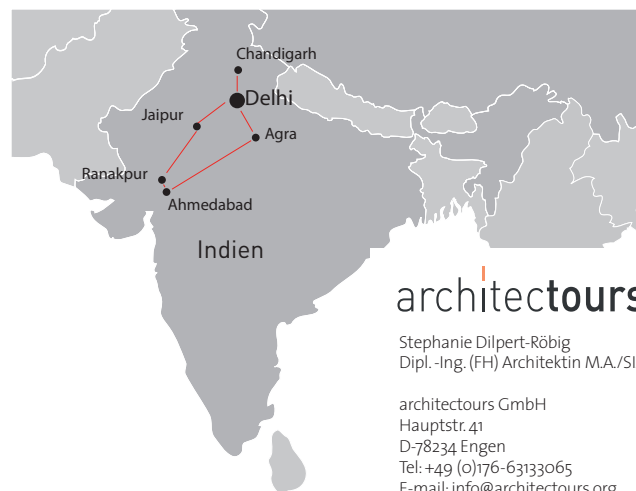 Chandigarh
Delhi
Jaipur
Agra
Ranakpur
Ahmedabad
Indien
architectours
Stephanie Dilpert-Röbig
Dipl.-Ing. (FH) Architektin M.A./SI
architectours GmbH
Hauptstr. 41
D-78234 Engen
Tel: +49 (0)176-63133065
E-mail: info@architectours.org